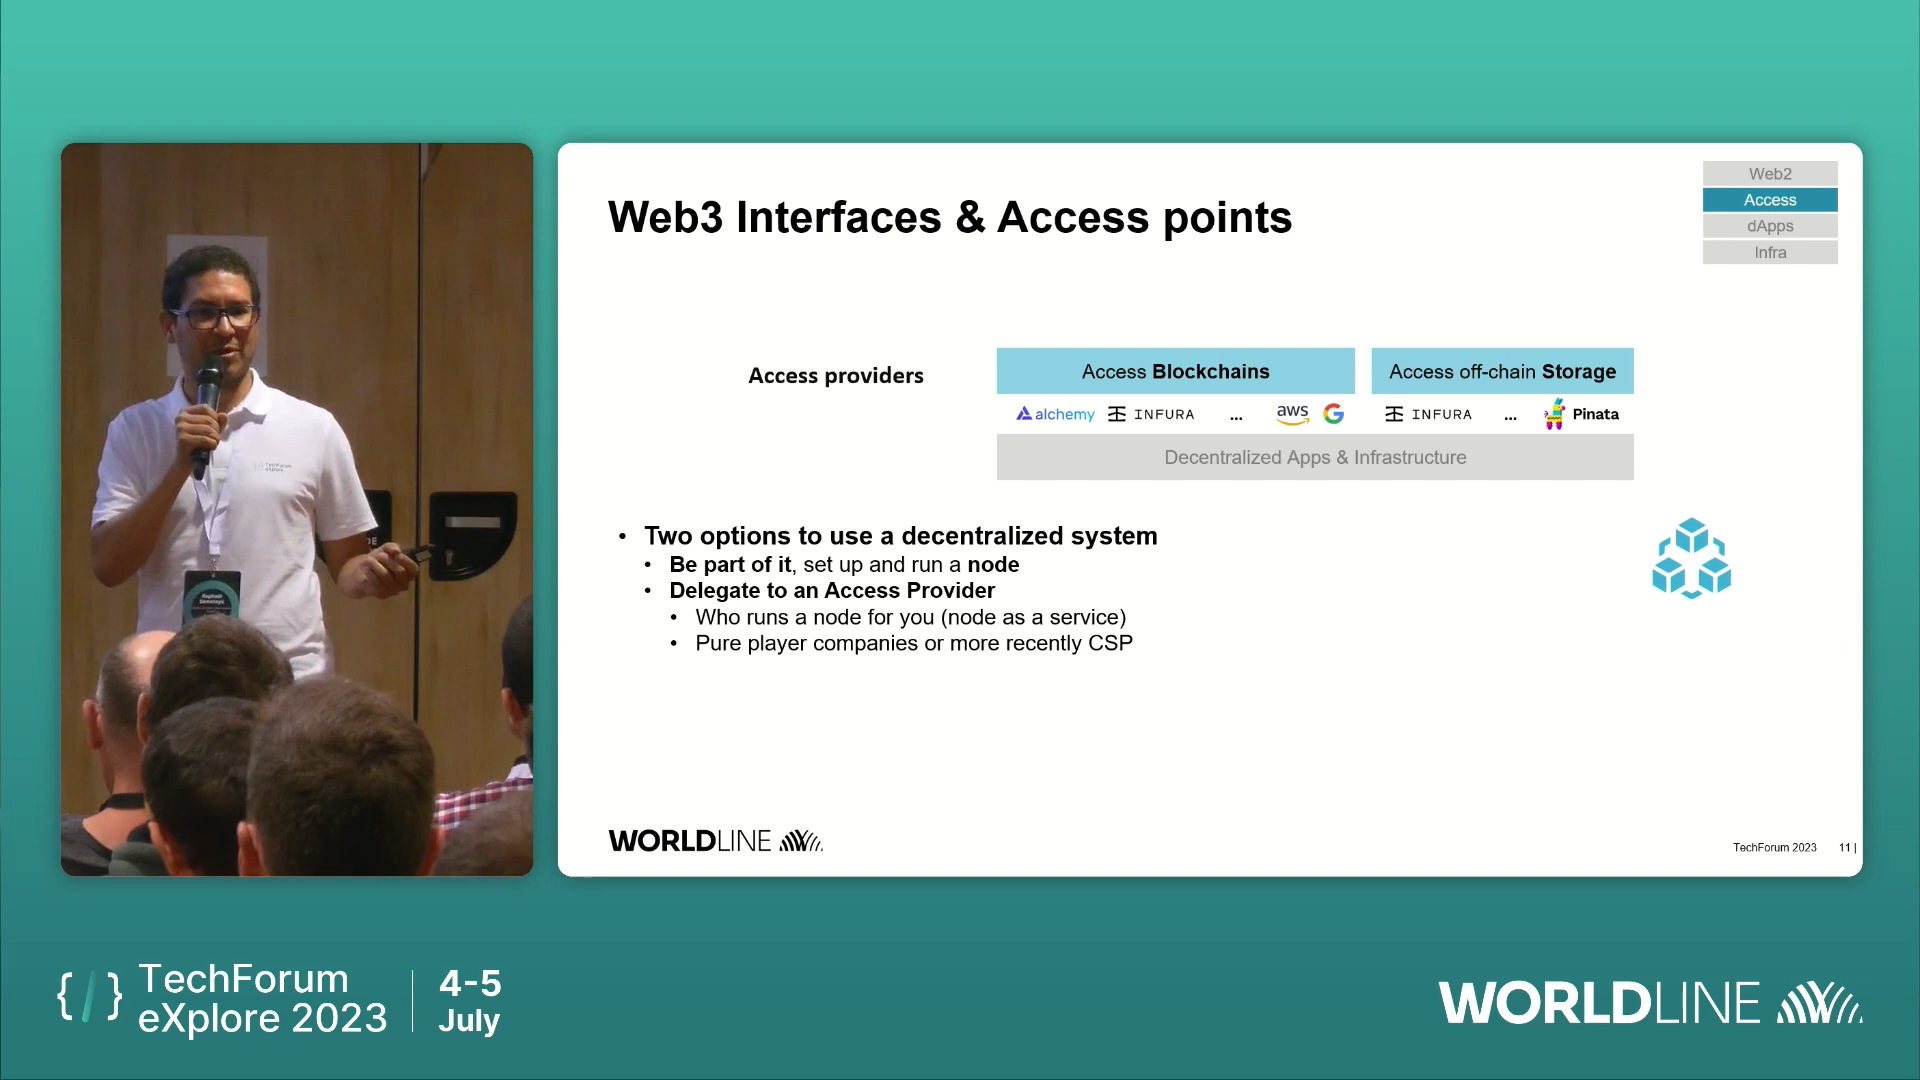 Web3 Interfaces & Access points
Web2
Access
dApps
Infra
Access providers
Access Blockchains
Access off-chain Storage
alchemy INFURA ... aws G
INFURA ... Pinata
Decentralized Apps & Infrastructure
• Two options to use a decentralized system
• Be part of it, set up and run a node
• Delegate to an Access Provider
• Who runs a node for you (node as a service)
• Pure player companies or more recently CSP
WORLDLINE
TechForum 2023 11 |
TechForum
eXplore
Raphaël
{/} TechForum
eXplore 2023
4-5
July
WORLDLINE